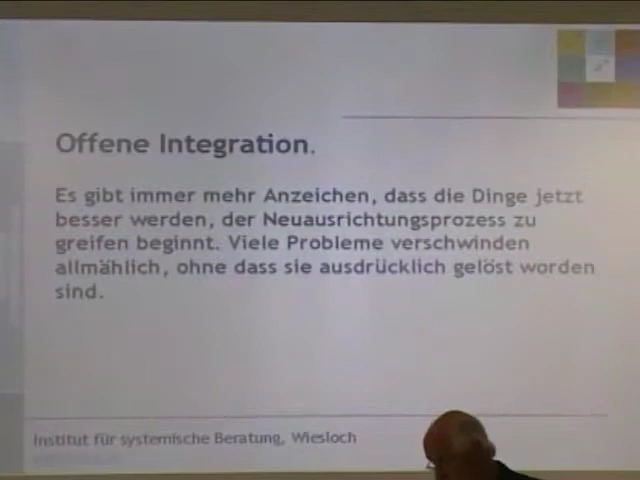 Offene Integration.
Es gibt immer mehr Anzeichen, dass die Dinge jetzt
besser werden, der Neuausrichtungsprozess zu
greifen beginnt. Viele Probleme verschwinden
allmählich, ohne dass sie ausdrücklich gelöst worden
sind.
Institut für systemische Beratung, Wiesloch